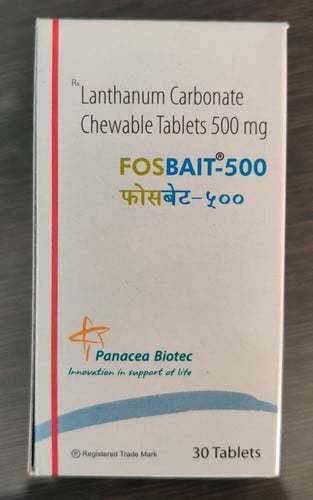 Rx Lanthanum Carbonate
Chewable Tablets 500 mg
FOSBAIT®-500
फोसबेट-५००
Panacea Biotec
Innovation in support of life
® Registered Trade Mark
30 Tablets